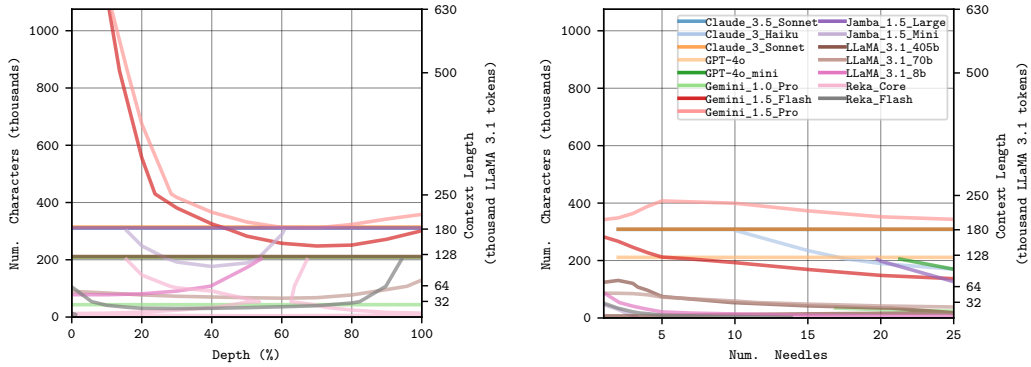 1000
800
600
400
200
0
Num. Characters (thousands)
0 20 40 60 80 100
Depth (%)
630
500
250
180
128
64
32
Context Length
(thousand LLaMA 3.1 tokens)
1000
800
600
400
200
0
Num. Characters (thousands)
Claude_3.5_Sonnet
Claude_3_Haiku
Claude_3_Sonnet
GPT-4o
GPT-4o_mini
Gemini_1.0_Pro
Gemini_1.5_Flash
Gemini_1.5_Pro
Jamba_1.5_Large
Jamba_1.5_Mini
LLaMA_3.1_405b
LLaMA_3.1_70b
LLaMA_3.1_8b
Reka_Core
Reka_Flash
5 10 15 20 25
Num. Needles
630
500
250
180
128
64
32
Context Length
(thousand LLaMA 3.1 tokens)